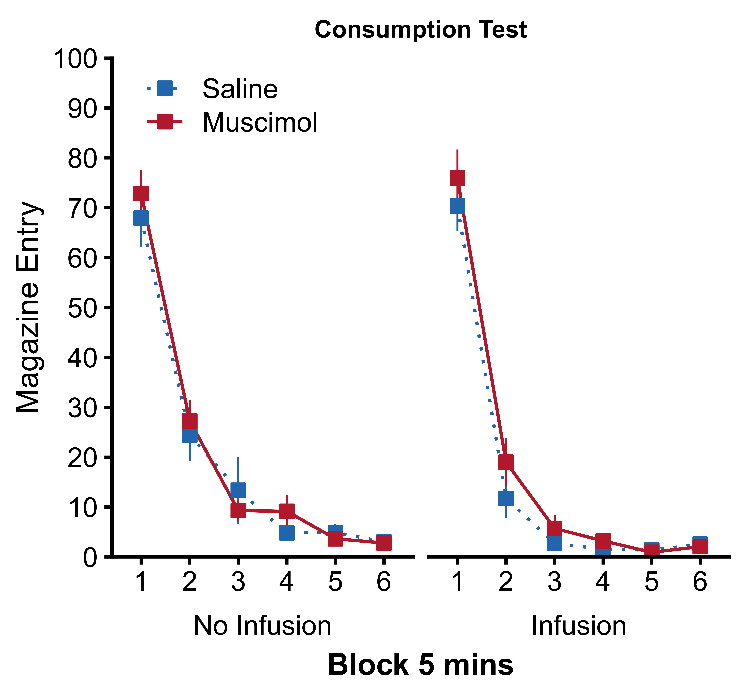 Consumption Test
Saline
Muscimol
Magazine Entry
100
90
80
70
60
50
40
30
20
10
0
1 2 3 4 5 6 1 2 3 4 5 6
No Infusion Infusion
Block 5 mins